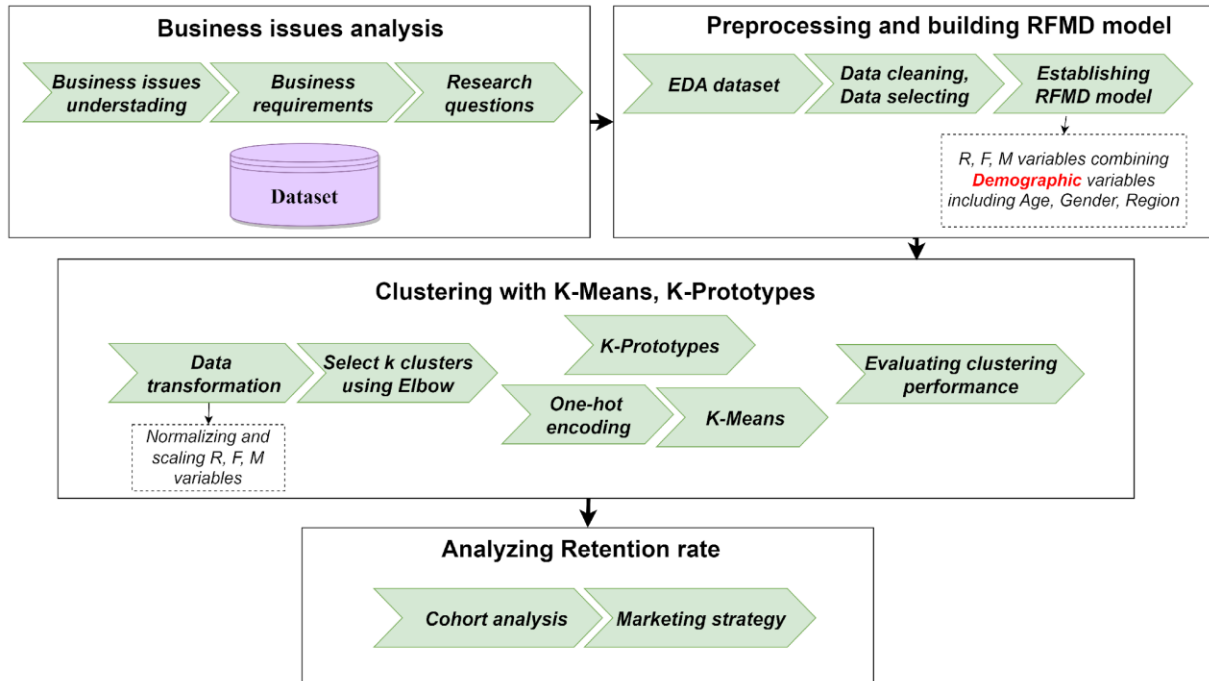 Business issues analysis
Business issues
understading
Business
requirements
Research
questions
Dataset
Preprocessing and building RFMD model
EDA dataset
Data cleaning,
Data selecting
Establishing
RFMD model
R, F, M variables combining
Demographic variables
including Age, Gender, Region
Clustering with K-Means, K-Prototypes
Data
transformation
Normalizing and
scaling R, F, M
variables
Select k clusters
using Elbow
K-Prototypes
One-hot
encoding
K-Means
Evaluating clustering
performance
Analyzing Retention rate
Cohort analysis
Marketing strategy